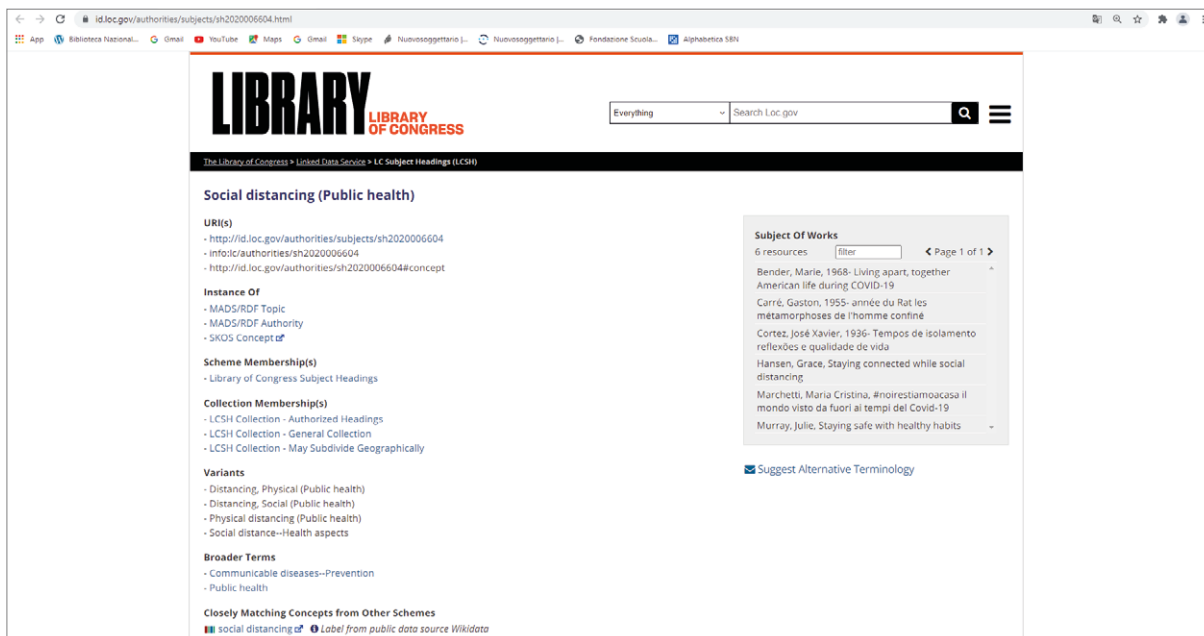 id.loc.gov/authorities/subjects/sh2020006604.html
App Biblioteca Nazional... Gmail YouTube Maps Gmail Skype Nuovosoggettario |... Nuovosoggettario |... Fondazione Scuola... Alphabetica SBN
LIBRARY
LIBRARY
OF CONGRESS
Everything
Search Loc.gov
The Library of Congress > Linked Data Service > LC Subject Headings (LCSH)
Social distancing (Public health)
URI(s)
- http://id.loc.gov/authorities/subjects/sh2020006604
- info:lc/authorities/sh2020006604
- http://id.loc.gov/authorities/sh2020006604#concept
Instance Of
- MADS/RDF Topic
- MADS/RDF Authority
- SKOS Concept
Scheme Membership(s)
- Library of Congress Subject Headings
Collection Membership(s)
- LCSH Collection - Authorized Headings
- LCSH Collection - General Collection
- LCSH Collection - May Subdivide Geographically
Variants
- Distancing, Physical (Public health)
- Distancing, Social (Public health)
- Physical distancing (Public health)
- Social distance--Health aspects
Broader Terms
- Communicable diseases--Prevention
- Public health
Closely Matching Concepts from Other Schemes
social distancing Label from public data source Wikidata
Subject Of Works
6 resources filter Page 1 of 1
Bender, Marie, 1968- Living apart, together
American life during COVID-19
Carré, Gaston, 1955- année du Rat les
métamorphoses de l'homme confiné
Cortez, José Xavier, 1936- Tempos de isolamento
reflexões e qualidade de vida
Hansen, Grace, Staying connected while social
distancing
Marchetti, Maria Cristina, #noirestiamoacasa il
mondo visto da fuori ai tempi del Covid-19
Murray, Julie, Staying safe with healthy habits
Suggest Alternative Terminology